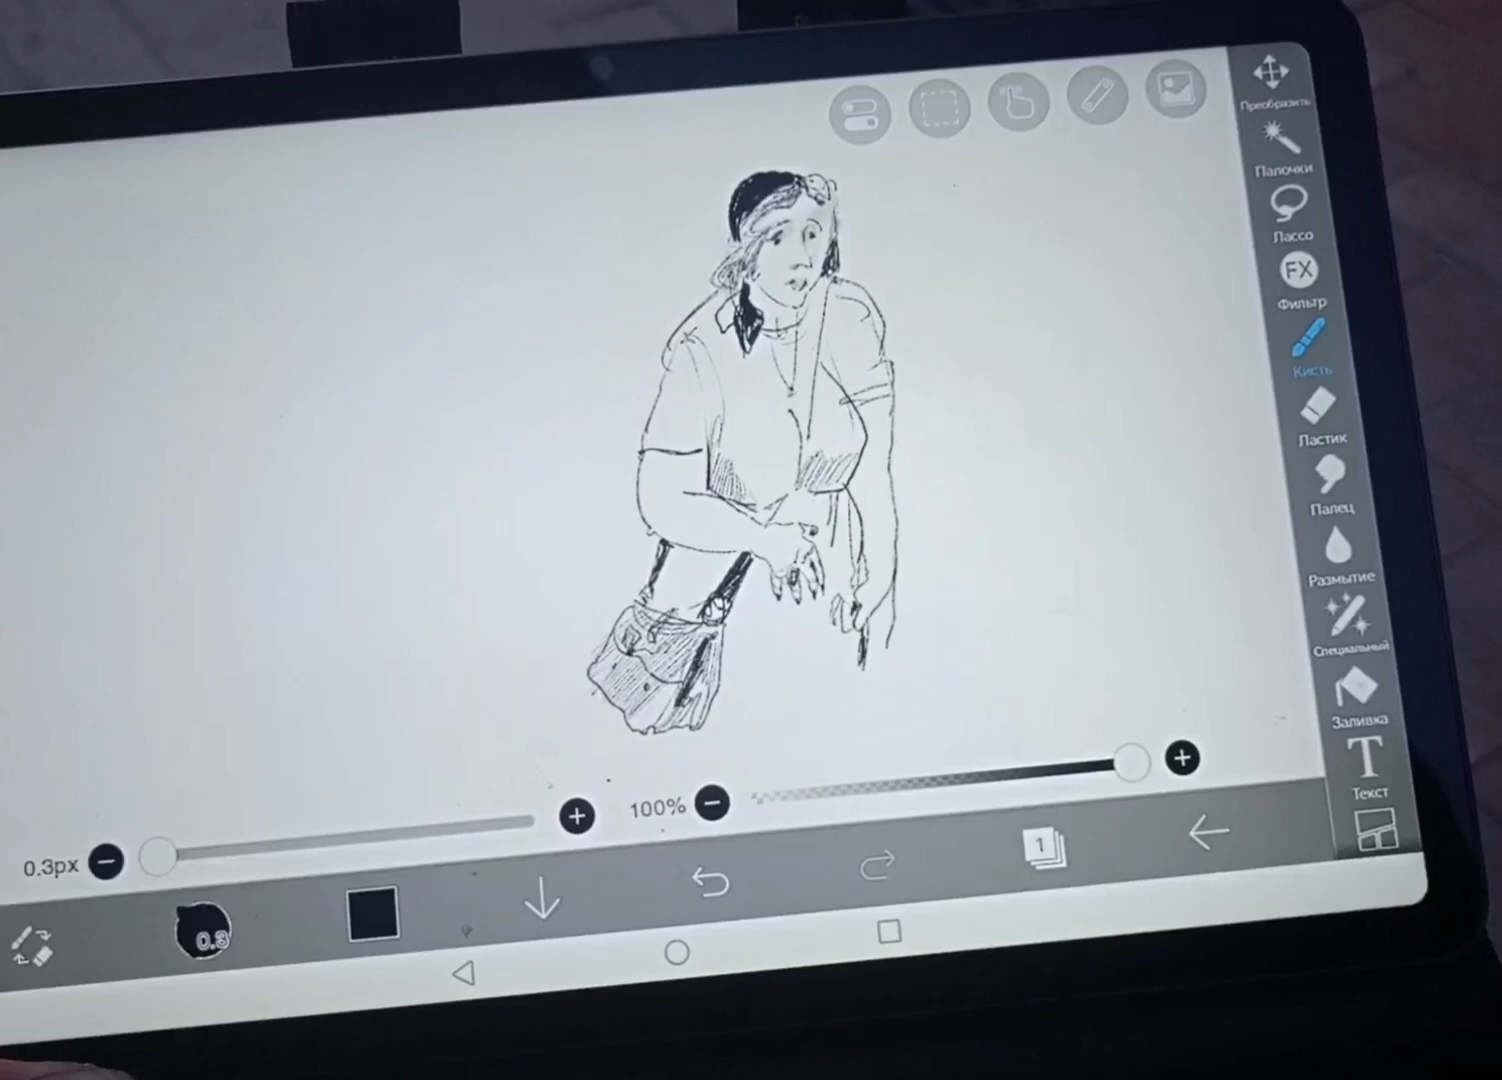 Преобразить
Палочки
Лассо
FX
Фильтр
Кисть
Ластик
Палец
Размытие
Специальный
Заливка
T
Текст
100%
0.3px
1
0.3